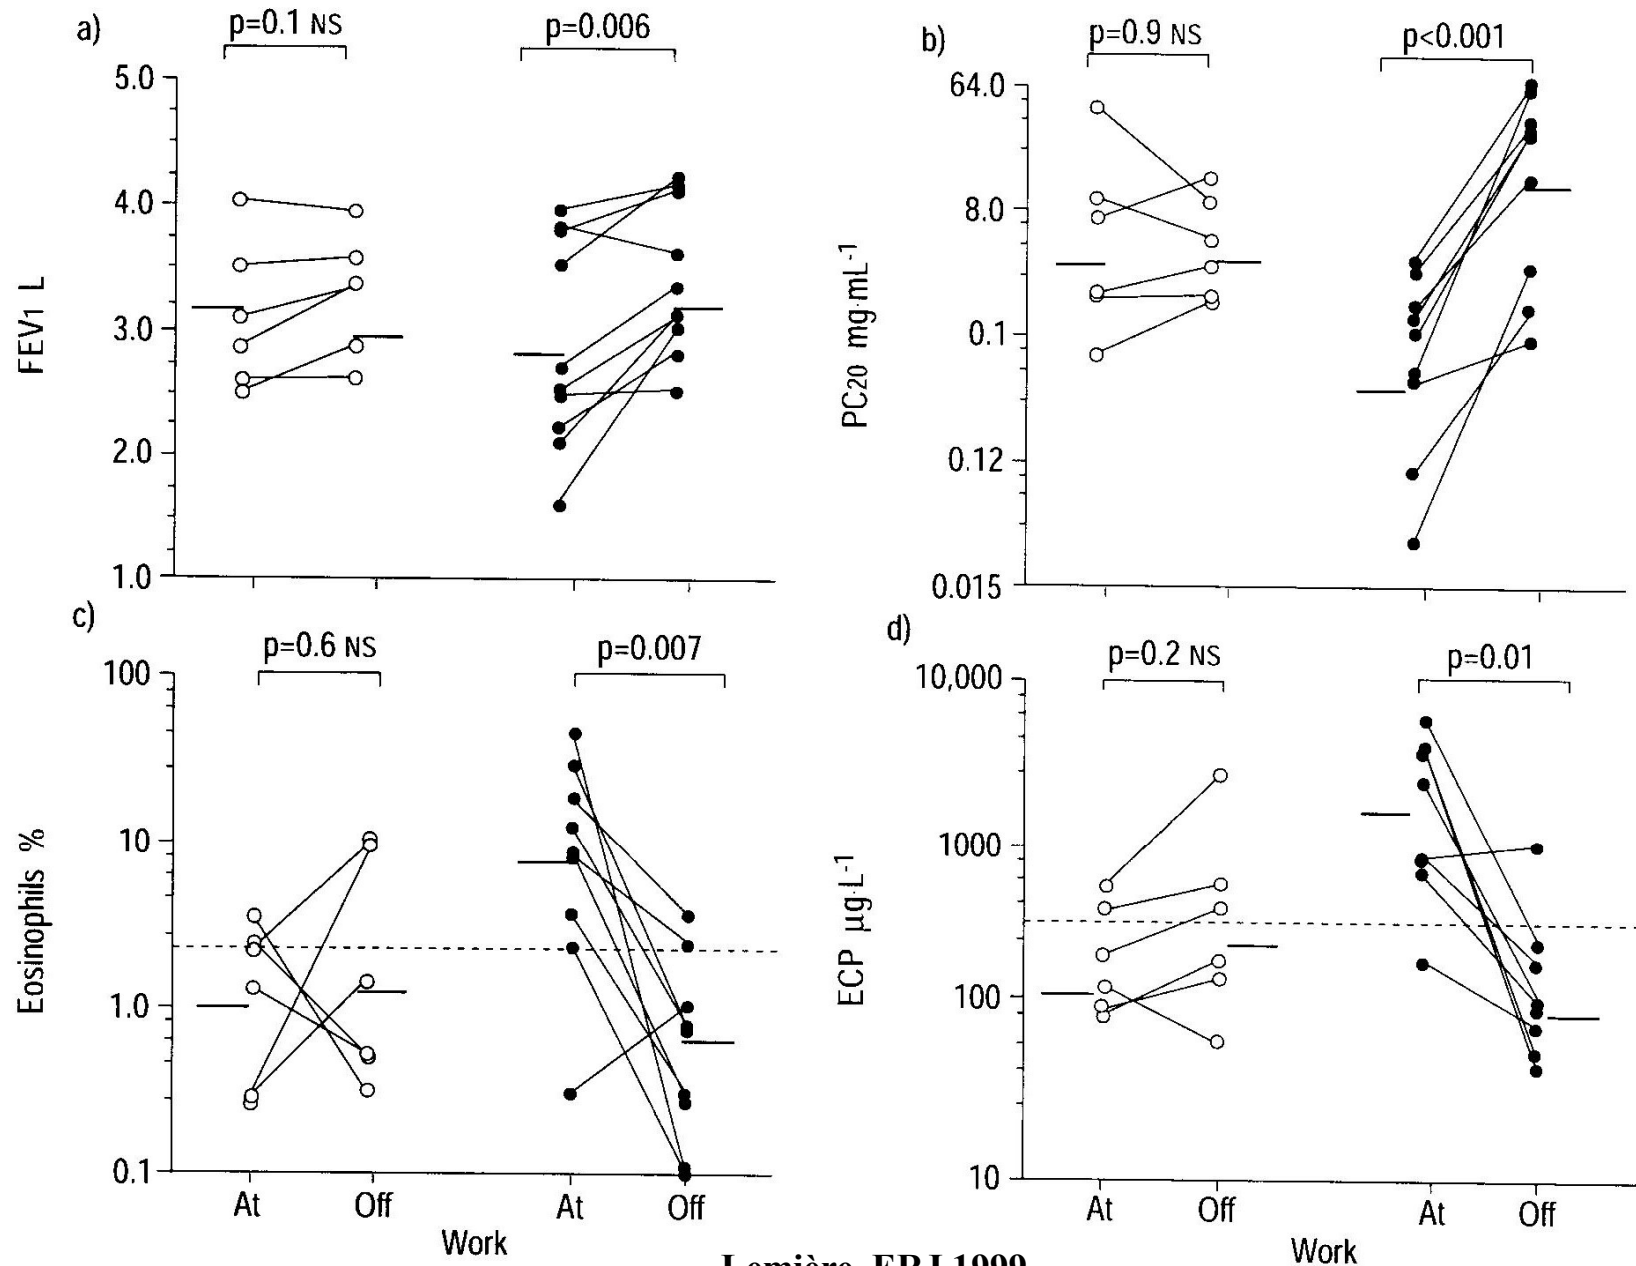 a)
p=0.1 NS
p=0.006
5.0
4.0
3.0
2.0
1.0
FEV1 L
b)
p=0.9 NS
p<0.001
64.0
8.0
0.1
0.12
0.015
PC20 mg·mL-1
c)
p=0.6 NS
p=0.007
100
10
1.0
0.1
Eosinophils %
At
Off
At
Off
Work
d)
p=0.2 NS
p=0.01
10,000
1000
100
10
ECP µg·L-1
At
Off
At
Off
Work
Lemière, ERJ 1999